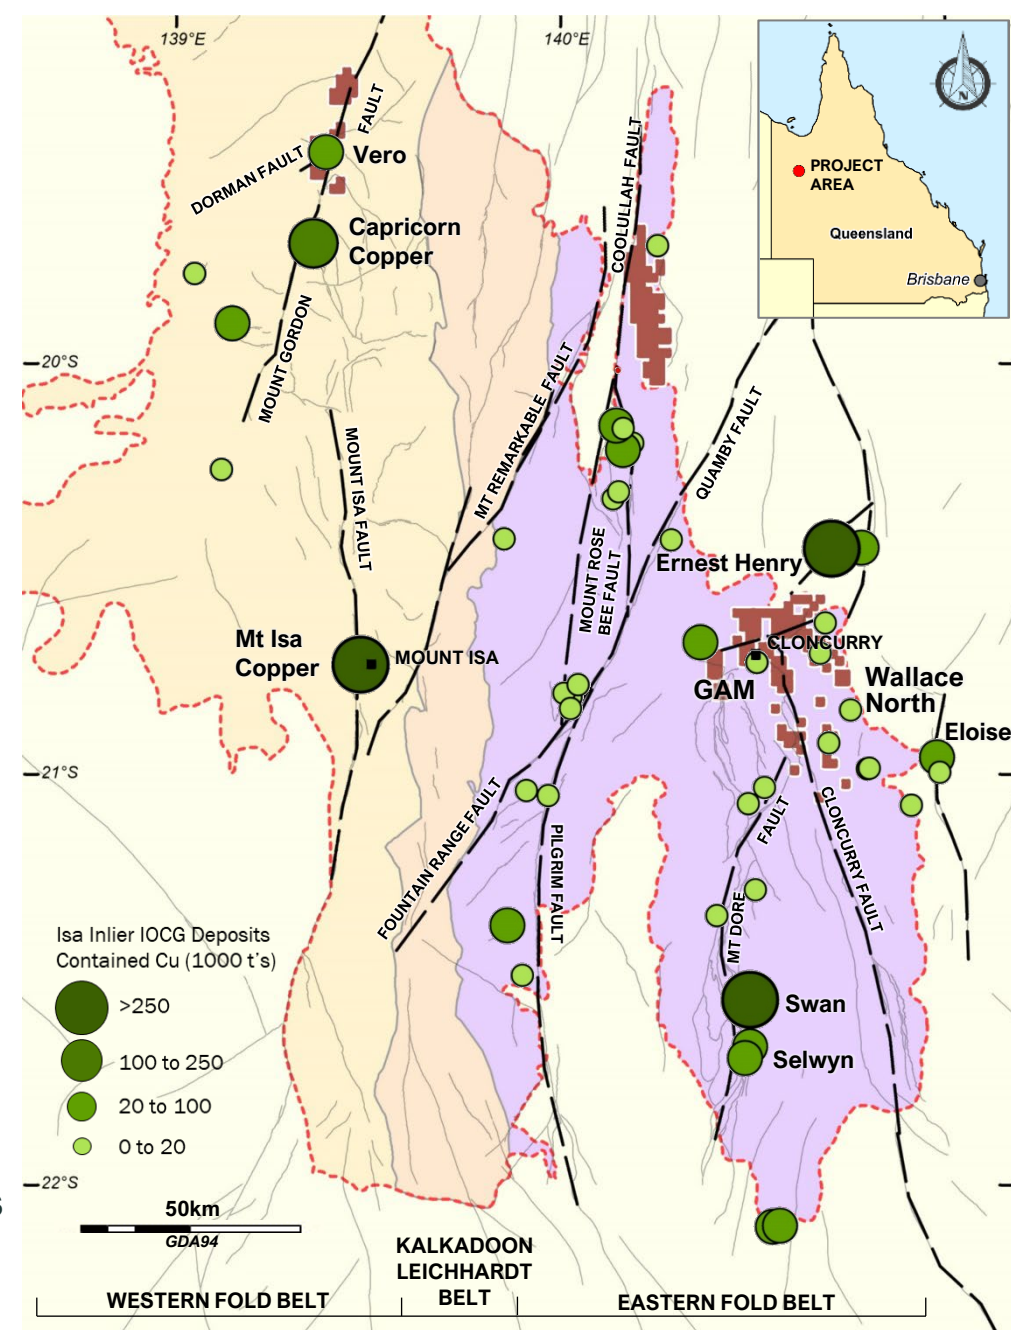 139°E
140°E
N
PROJECT
AREA
Queensland
Brisbane
FAULT
DORMAN FAULT
Vero
Capricorn
Copper
COOLULLAH FAULT
MOUNT GORDON
20°S
MT REMARKABLE FAULT
QUAMBY FAULT
MOUNT ISA FAULT
MOUNT ROSE
BEE FAULT
Ernest Henry
Mt Isa
Copper
MOUNT ISA
CLONCURRY
GAM
Wallace
North
Eloise
21°S
FOUNTAIN RANGE FAULT
PILGRIM FAULT
FAULT
MT DORE
CLONCURRY FAULT
Isa Inlier IOCG Deposits
Contained Cu (1000 t's)
>250
100 to 250
20 to 100
0 to 20
Swan
Selwyn
22°S
50km
GDA94
KALKADOON
LEICHHARDT
BELT
WESTERN FOLD BELT
EASTERN FOLD BELT